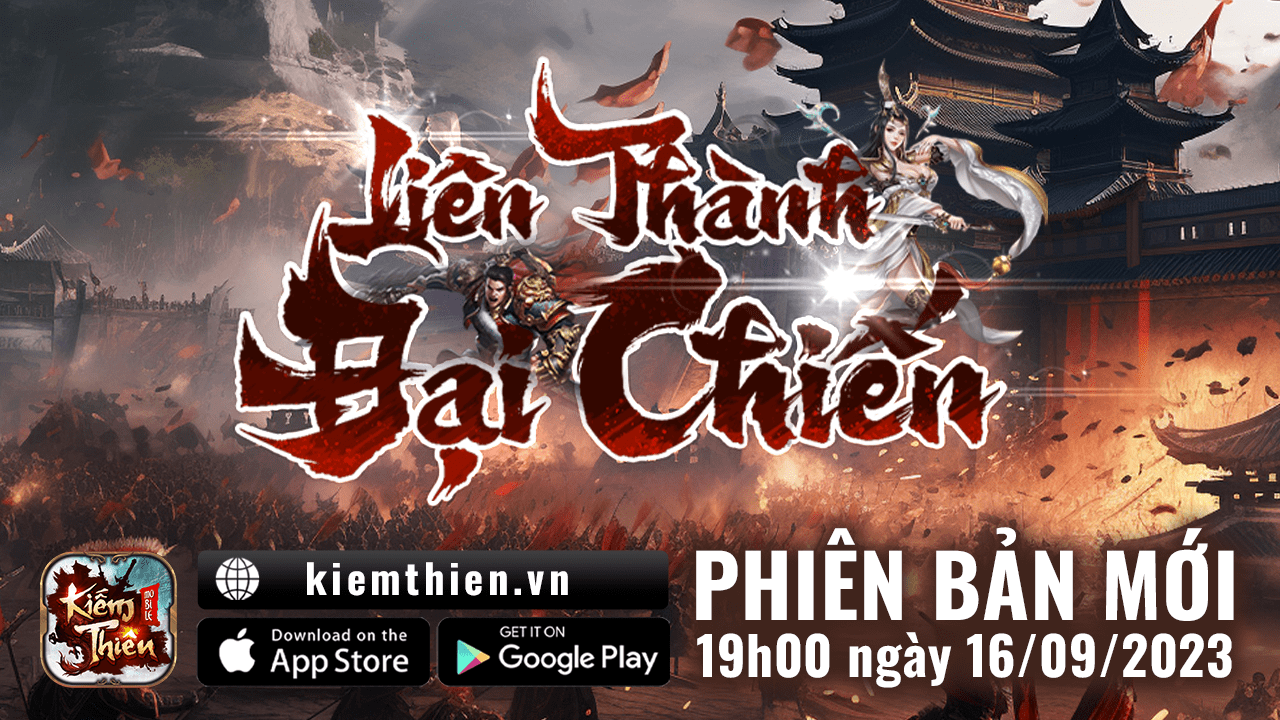 Liên Thành
Đại Chiến
Kiếm
Thiên
MOBILE
kiemthien.vn
Download on the
App Store
GET IT ON
Google Play
PHIÊN BẢN MỚI
19h00 ngày 16/09/2023